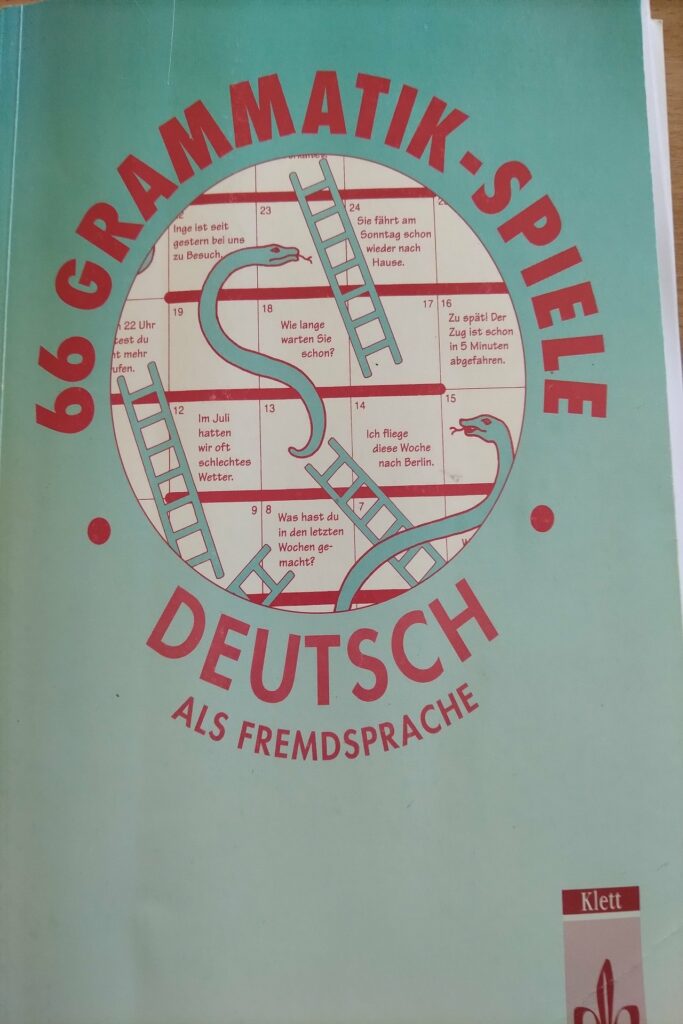 66 GRAMMATIK-SPIELE
23
24
Inge ist seit
gestern bei uns
zu Besuch.
Sie fährt am
Sonntag schon
wieder nach
Hause.
19
18
17
16
22 Uhr
mehr
Wie lange
warten Sie
schon?
Zu spät! Der
Zug ist schon
in 5 Minuten
abgefahren.
12
13
14
15
Im Juli
hatten
wir oft
schlechtes
Wetter.
Ich fliege
diese Woche
nach Berlin.
9
8
7
Was hast du
in den letzten
Wochen ge-
macht?
DEUTSCH
ALS FREMDSPRACHE
Klett